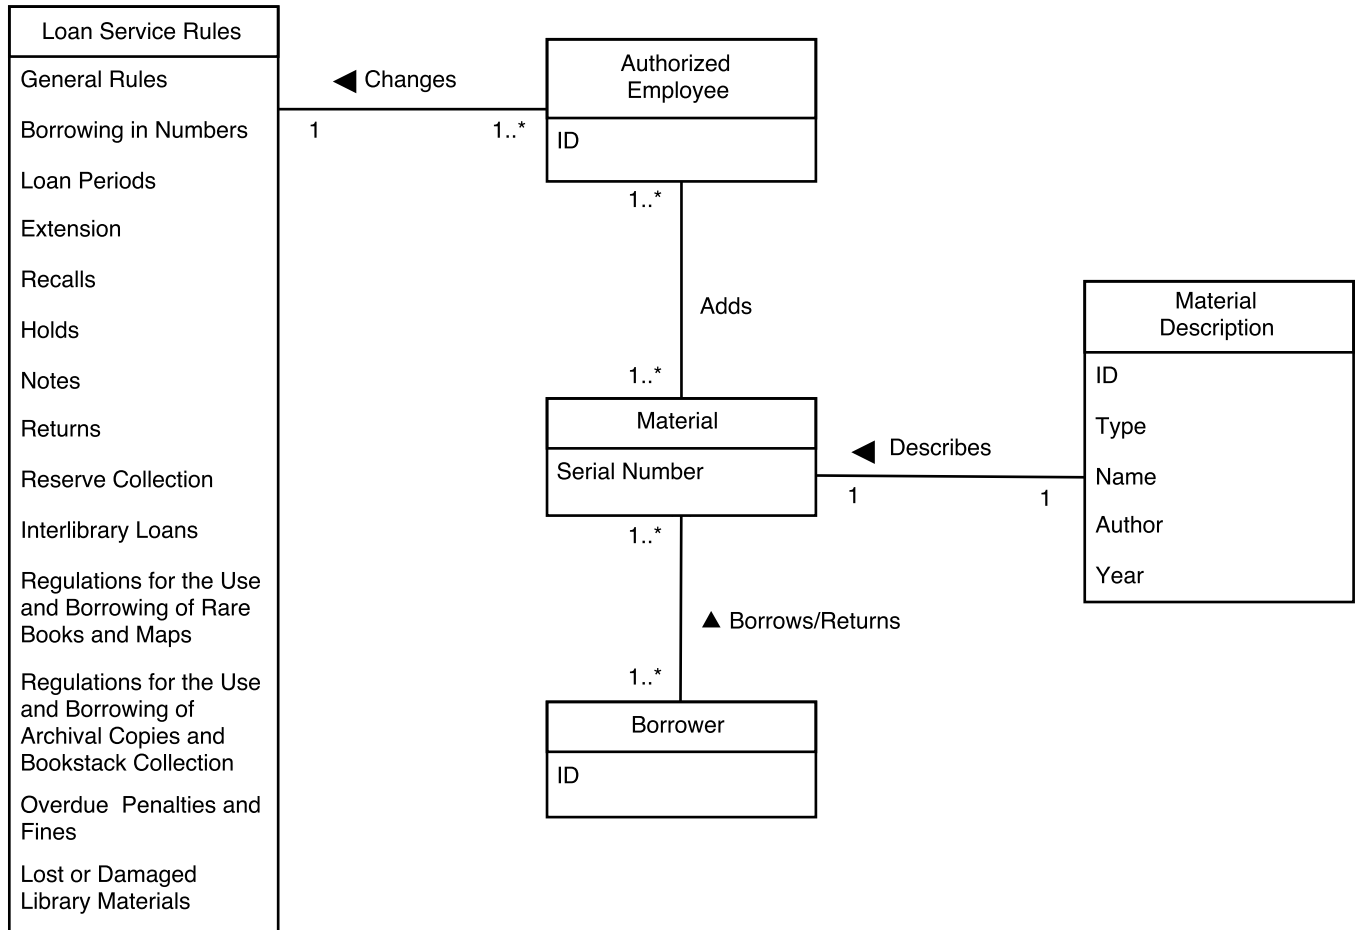 Loan Service Rules
General Rules
Borrowing in Numbers
Loan Periods
Extension
Recalls
Holds
Notes
Returns
Reserve Collection
Interlibrary Loans
Regulations for the Use
and Borrowing of Rare
Books and Maps
Regulations for the Use
and Borrowing of
Archival Copies and
Bookstack Collection
Overdue Penalties and
Fines
Lost or Damaged
Library Materials
◀ Changes
1
1..*
Authorized
Employee
ID
1..*
Adds
1..*
Material
Serial Number
◀ Describes
1
1
Material
Description
ID
Type
Name
Author
Year
1..*
▲ Borrows/Returns
1..*
Borrower
ID